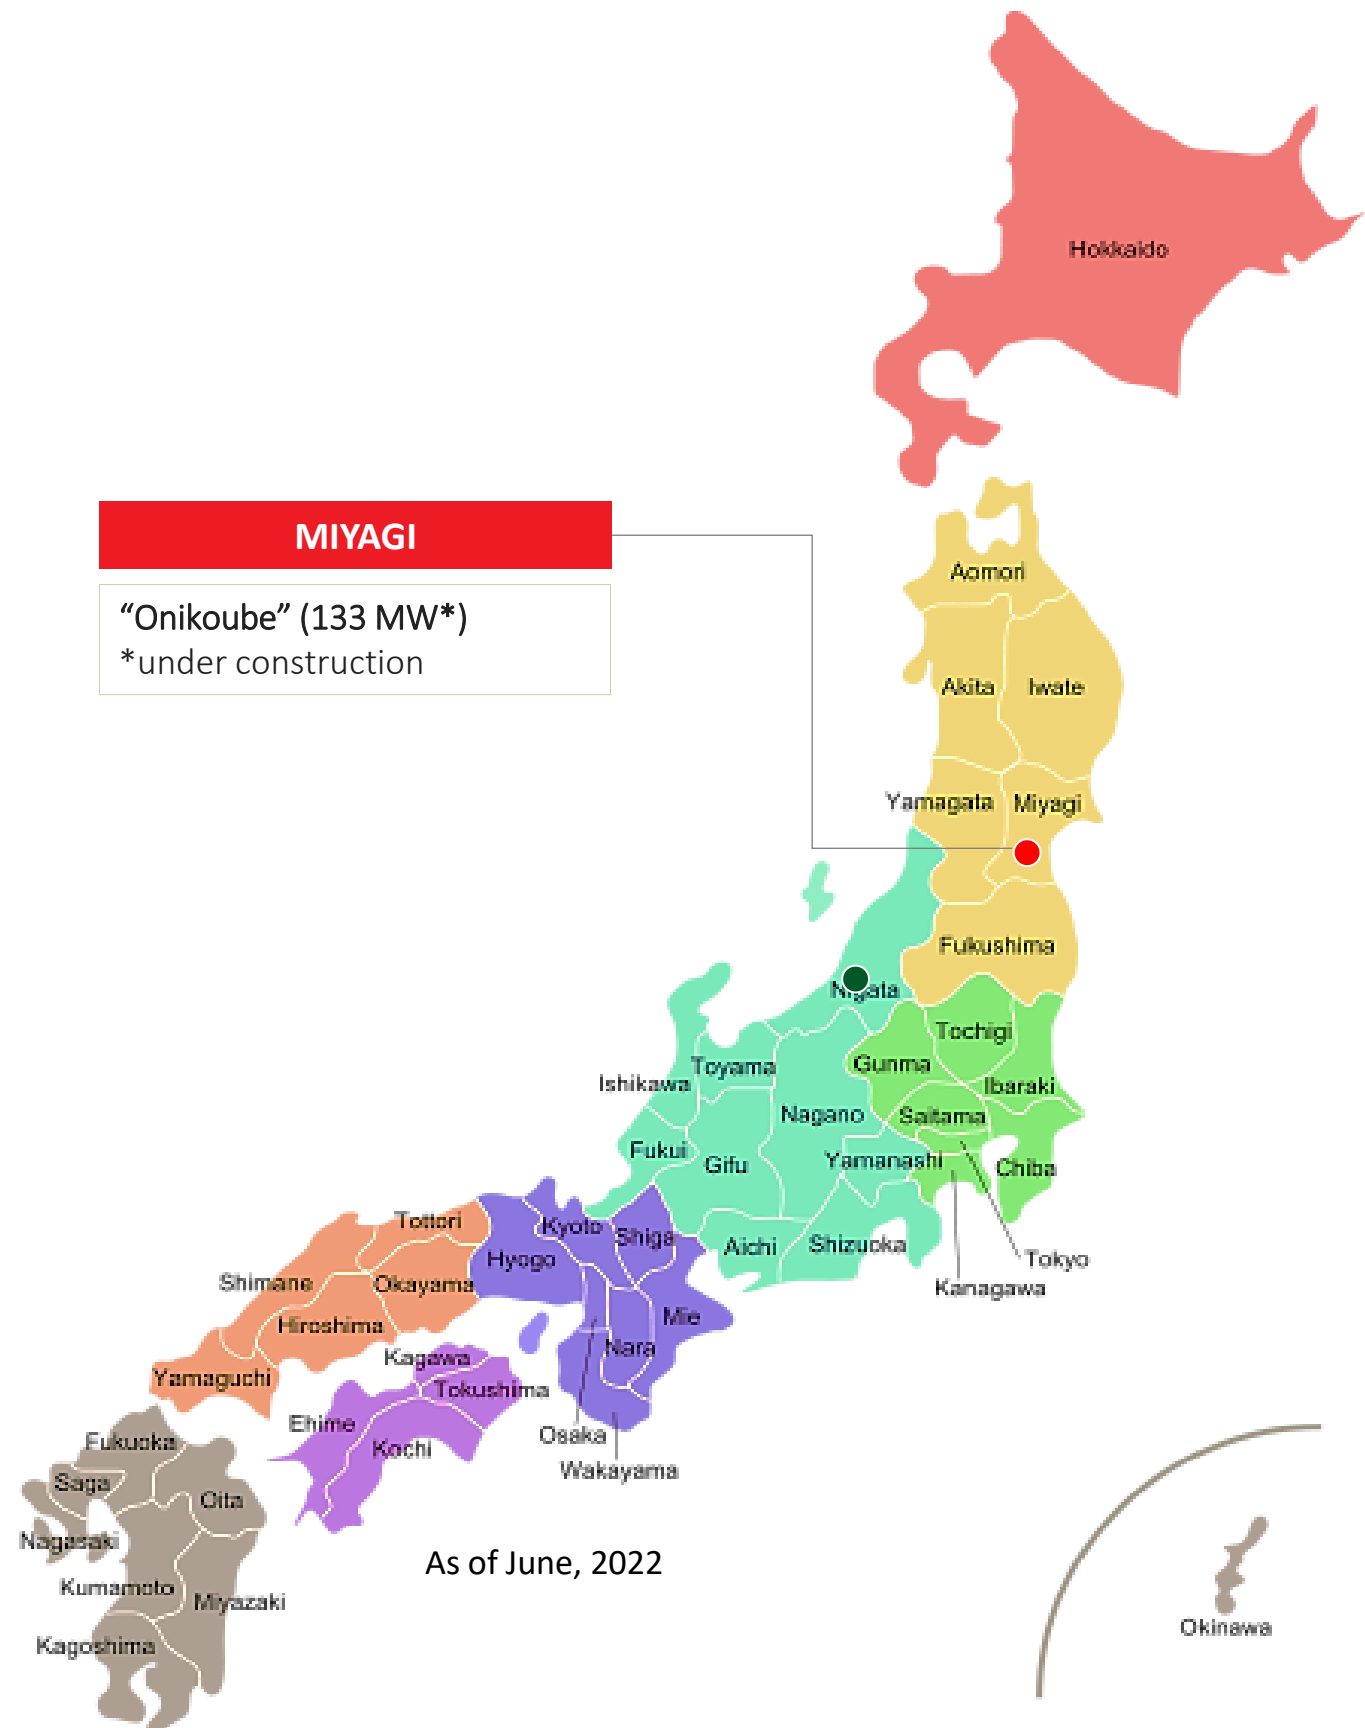 Hokkaido
MIYAGI
"Onikoube" (133 MW*)
*under construction
Aomori
Akita
Iwate
Yamagata
Miyagi
Fukushima
Nigata
Tochigi
Gunma
Toyama
Ishikawa
Ibaraki
Nagano
Saitama
Fukui
Gifu
Yamanashi
Chiba
Tottori
Kyoto
Shiga
Aichi
Shizuoka
Hyogo
Tokyo
Shimane
Okayama
Kanagawa
Mie
Hiroshima
Nara
Kagawa
Yamaguchi
Tokushima
Ehime
Osaka
Kochi
Fukuoka
Wakayama
Saga
Oita
Nagasaki
As of June, 2022
Kumamoto
Miyazaki
Okinawa
Kagoshima